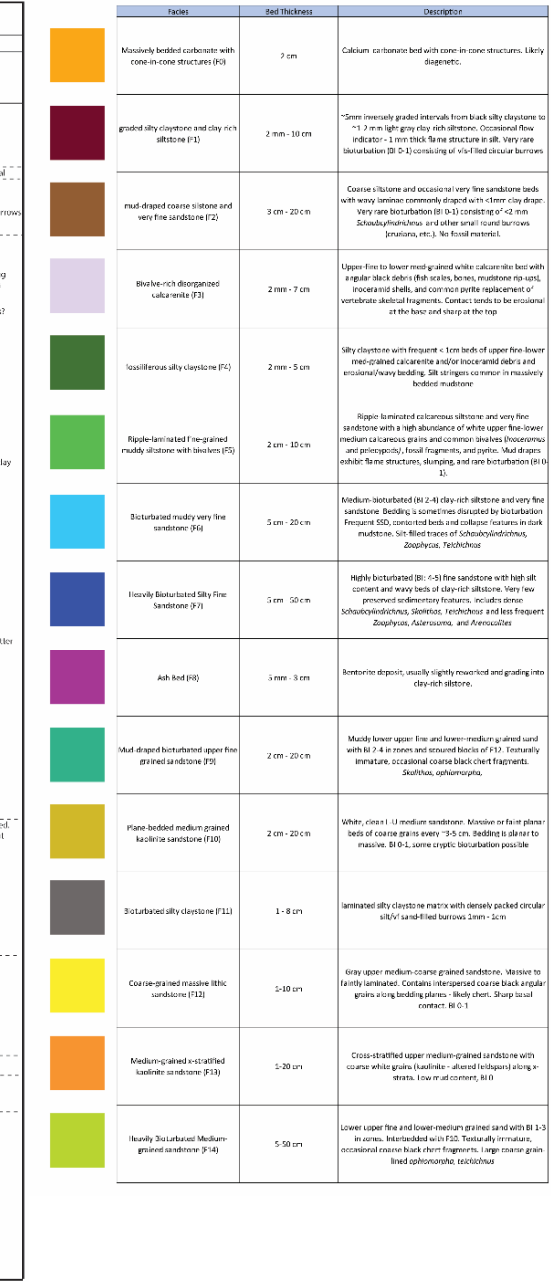 al
rrows
g
s?
lay
tler
ed.
t
Facies
Bed Thickness
Description
Massively bedded carbonate with
cone-in-cone structures (F0)
2 cm
Calcium carbonate bed with cone-in-cone structures. Likely
diagenetic.
graded silty claystone and clay rich
siltstone (F1)
2 mm - 10 cm
~5mm inversely graded intervals from black silty claystone to
~1-2 mm light gray clay-rich siltstone. Occasional flow
indicator - 1 mm thick flame structure in silt. Very rare
bioturbation (BI 0-1) consisting of vfs-filled circular burrows
mud-draped coarse silstone and
very fine sandstone (F2)
3 cm - 20 cm
Coarse siltstone and occasional very fine sandstone beds
with wavy laminae commonly draped with <1mm clay drape.
Very rare bioturbation (BI 0-1) consisting of <2 mm
Schaubcylindrichnus and other small round burrows
(cruziana, etc.). No fossil material.
Bivalve-rich disorganized
calcarenite (F3)
2 mm - 7 cm
Upper-fine to lower med-grained white calcarenite bed with
angular black debris (fish scales, bones, mudstone rip-ups),
inoceramid shells, and common pyrite replacement of
vertebrate skeletal fragments. Contact tends to be erosional
at the base and sharp at the top
fossiliferous silty claystone (F4)
2 mm - 5 cm
Silty claystone with frequent < 1cm beds of upper fine-lower
med-grained calcarenite and/or inoceramid debris and
erosional/wavy bedding. Silt stringers common in massively
bedded mudstone
Ripple-laminated fine-grained
muddy siltstone with bivalves (F5)
2 cm - 10 cm
Ripple laminated calcareous siltstone and very fine
sandstone with a high abundance of white upper fine-lower
medium calcareous grains and common bivalves (Inoceramus
and pelecypods), fossil fragments, and pyrite. Mud drapes
exhibit flame structures, slumping, and rare bioturbation (BI 0-
1).
Bioturbated muddy very fine
sandstone (F6)
5 cm - 20 cm
Medium-bioturbated (BI 2-4) clay-rich siltstone and very fine
sandstone Bedding is sometimes disrupted by bioturbation
Frequent SSD, contorted beds and collapse features in dark
mudstone. Silt-filled traces of Schaubcylindrichnus,
Zoophycus, Teichichnus
Heavily Bioturbated Silty Fine
Sandstone (F7)
5 cm - 50 cm
Highly bioturbated (BI: 4-5) fine sandstone with high silt
content and wavy beds of clay-rich siltstone. Very few
preserved sedimentary features. Includes dense
Schaubcylindrichnus, Skolithos, Teichichnus and less frequent
Zoophycos, Asterosoma, and Arenocolites
Ash Bed (F8)
5 mm - 3 cm
Bentonite deposit, usually slightly reworked and grading into
clay-rich silstone.
Mud-draped bioturbated upper fine
grained sandstone (F9)
2 cm - 20 cm
Muddy lower upper fine and lower-medium grained sand
with BI 2-4 in zones and scoured blocks of F12. Texturally
immature, occasional coarse black chert fragments.
Skolithos, ophiomorpha,
Plane-bedded medium grained
kaolinite sandstone (F10)
2 cm - 20 cm
White, clean L-U medium sandstone. Massive or faint planar
beds of coarse grains every ~3-5 cm. Bedding is planar to
massive. BI 0-1, some cryptic bioturbation possible
Bioturbated silty claystone (F11)
1 - 8 cm
laminated silty claystone matrix with densely packed circular
silt/vf sand-filled burrows 1mm - 1cm
Coarse-grained massive lithic
sandstone (F12)
1-10 cm
Gray upper medium-coarse grained sandstone. Massive to
faintly laminated. Contains interspersed coarse black angular
grains along bedding planes - likely chert. Sharp basal
contact. BI 0-1
Medium-grained x-stratified
kaolinite sandstone (F13)
1-20 cm
Cross-stratified upper medium-grained sandstone with
coarse white grains (kaolinite - altered feldspars) along x-
strata. Low mud content, BI 0
Heavily Bioturbated Medium-
grained sandstone (F14)
5-50 cm
Lower upper fine and lower-medium grained sand with BI 1-3
in zones. Interbedded with F10. Texturally immature,
occasional coarse black chert fragments. Large coarse grain-
lined ophiomorpha, teichichnus